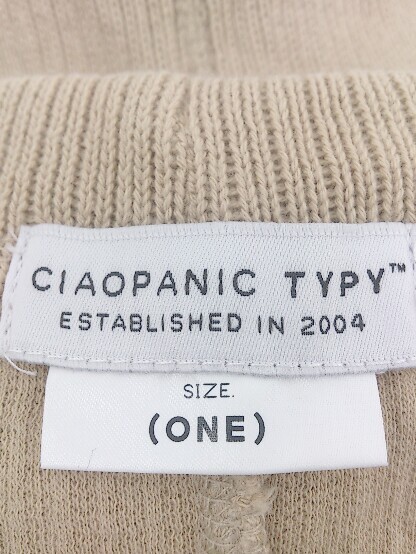 CIAOPANIC TYPY™
ESTABLISHED IN 2004
SIZE.
(ONE)